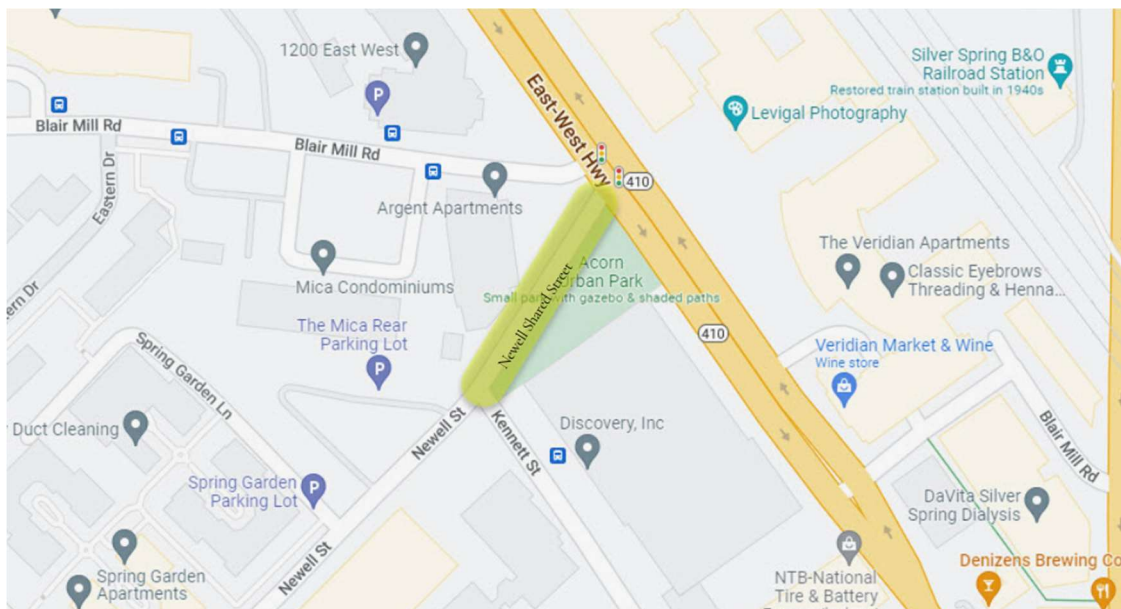 1200 East West
P
Silver Spring B&O
Railroad Station
Restored train station built in 1940s
East-West Hwy
Levigal Photography
Blair Mill Rd
Blair Mill Rd
Eastern Dr
410
Argent Apartments
The Veridian Apartments
Classic Eyebrows
Threading & Henna...
Acorn
Urban Park
Small park with gazebo & shaded paths
Newell Shared Street
Mica Condominiums
Eastern Dr
The Mica Rear
Parking Lot
P
410
Veridian Market & Wine
Wine store
Spring Garden Ln
Duct Cleaning
Newell St
Kennett St
Discovery, Inc
Blair Mill Rd
Spring Garden
Parking Lot
P
DaVita Silver
Spring Dialysis
Newell St
Spring Garden
Apartments
NTB-National
Tire & Battery
Denizens Brewing Co